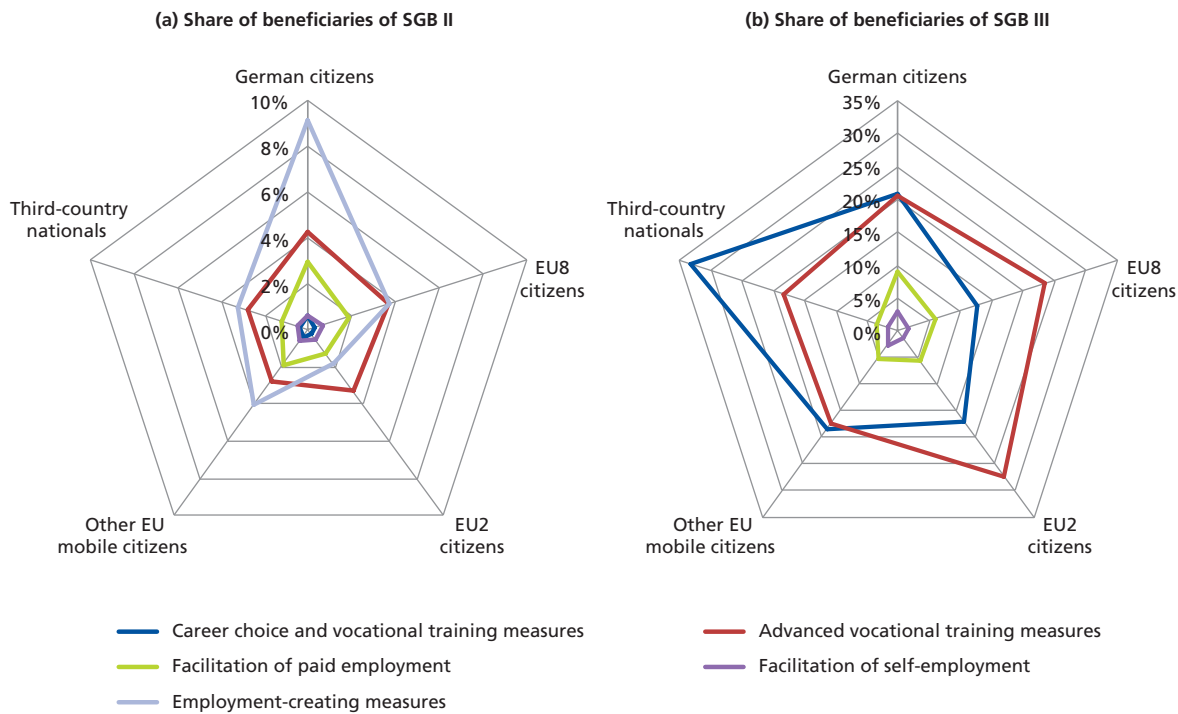 (a) Share of beneficiaries of SGB II
German citizens
10%
8%
6%
4%
2%
0%
Third-country
nationals
EU8
citizens
Other EU
mobile citizens
EU2
citizens
(b) Share of beneficiaries of SGB III
German citizens
35%
30%
25%
20%
15%
10%
5%
0%
Third-country
nationals
EU8
citizens
Other EU
mobile citizens
EU2
citizens
Career choice and vocational training measures
Advanced vocational training measures
Facilitation of paid employment
Facilitation of self-employment
Employment-creating measures